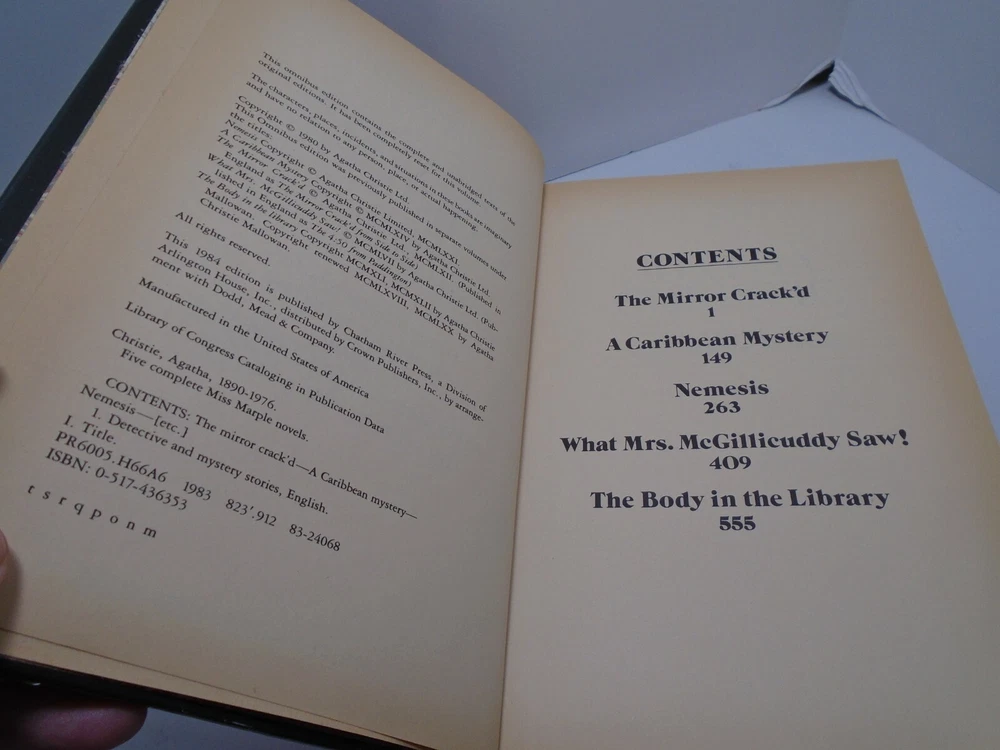 This omnibus edition contains the complete and unabridged texts of the
original editions. It has been completely reset for this volume.
The characters, places, incidents, and situations in these books are imaginary
and have no relation to any person, place, or actual happening.
Copyright © 1980 by Agatha Christie Ltd.
This Omnibus edition was previously published in separate volumes under
the titles:
Nemesis Copyright © Agatha Christie Limited, MCMLXXI
A Caribbean Mystery Copyright © MCMLXIV by Agatha Christie Ltd.
The Mirror Crack'd © Agatha Christie Ltd., MCMLXII. (Published in
England as The Mirror Crack'd from Side to Side)
What Mrs. McGillicuddy Saw! © MCMLVII by Agatha Christie Ltd. (Pub-
lished in England as The 4:50 from Paddington)
The Body in the Library Copyright MCMXLI, MCMXLII by Agatha Christie
Mallowan. Copyright renewed MCMLXVIII, MCMLXX by Agatha
Christie Mallowan.
All rights reserved.
This 1984 edition is published by Chatham River Press, a Division of
Arlington House, Inc., distributed by Crown Publishers, Inc., by arrange-
ment with Dodd, Mead & Company.
Manufactured in the United States of America
Library of Congress Cataloging in Publication Data
Christie, Agatha, 1890-1976.
Five complete Miss Marple novels.
CONTENTS: The mirror crack'd—A Caribbean mystery—
Nemesis—[etc.]
1. Detective and mystery stories, English.
I. Title.
PR6005.H66A6 1983 823'.912 83-24068
ISBN: 0-517-436353
t s r q p o n m
CONTENTS
The Mirror Crack'd
1
A Caribbean Mystery
149
Nemesis
263
What Mrs. McGillicuddy Saw!
409
The Body in the Library
555